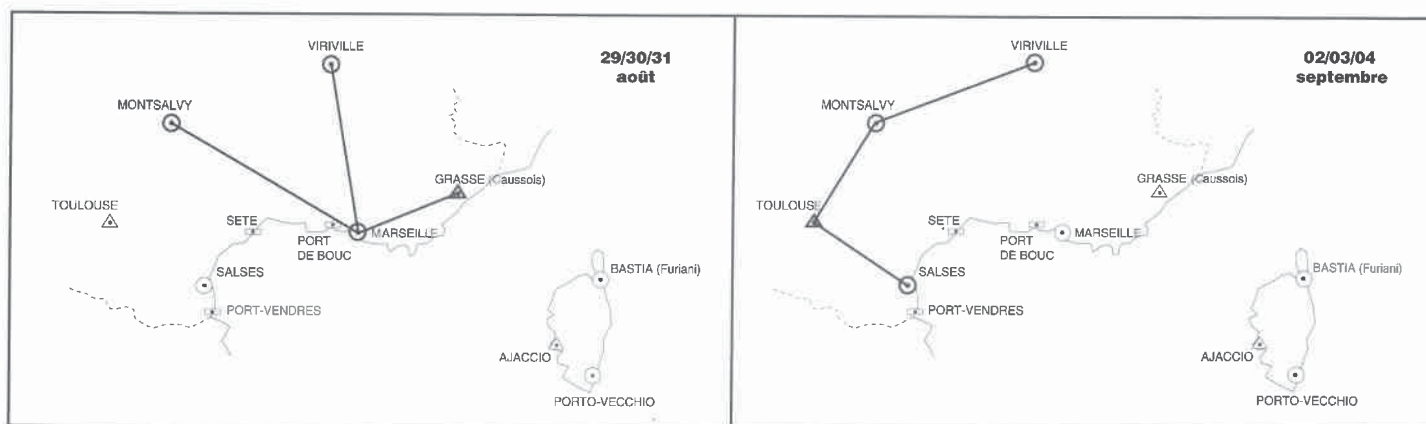 VIRIVILLE
29/30/31
août
MONTSALVY
GRASSE (Caussois)
TOULOUSE
SETE
PORT
DE BOUC
MARSEILLE
SALSES
BASTIA (Furiani)
PORT-VENDRES
AJACCIO
PORTO-VECCHIO
VIRIVILLE
02/03/04
septembre
MONTSALVY
GRASSE (Caussois)
TOULOUSE
SETE
PORT
DE BOUC
MARSEILLE
SALSES
BASTIA (Furiani)
PORT-VENDRES
AJACCIO
PORTO-VECCHIO